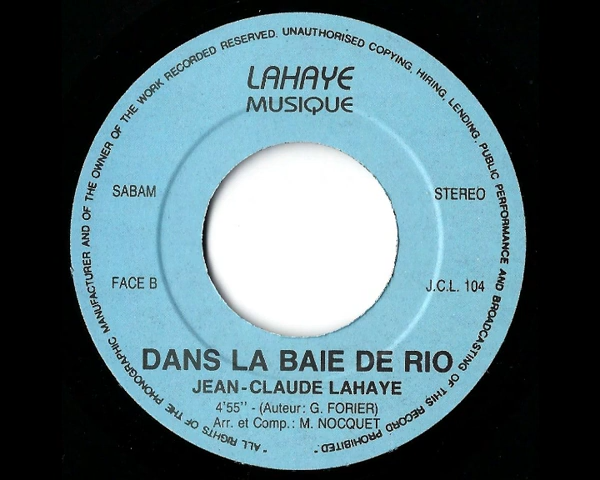 "ALL RIGHTS OF THE PHONOGRAPHIC MANUFACTURER AND OF THE OWNER OF THE WORK RECORDED RESERVED. UNAUTHORISED COPYING, HIRING, LENDING, PUBLIC PERFORMANCE AND BROADCASTING OF THIS RECORD PROHIBITED."
LAHAYE
MUSIQUE
SABAM
STEREO
FACE B
J.C.L. 104
DANS LA BAIE DE RIO
JEAN-CLAUDE LAHAYE
4'55" - (Auteur: G. FORIER)
Arr. et Comp.: M. NOCQUET